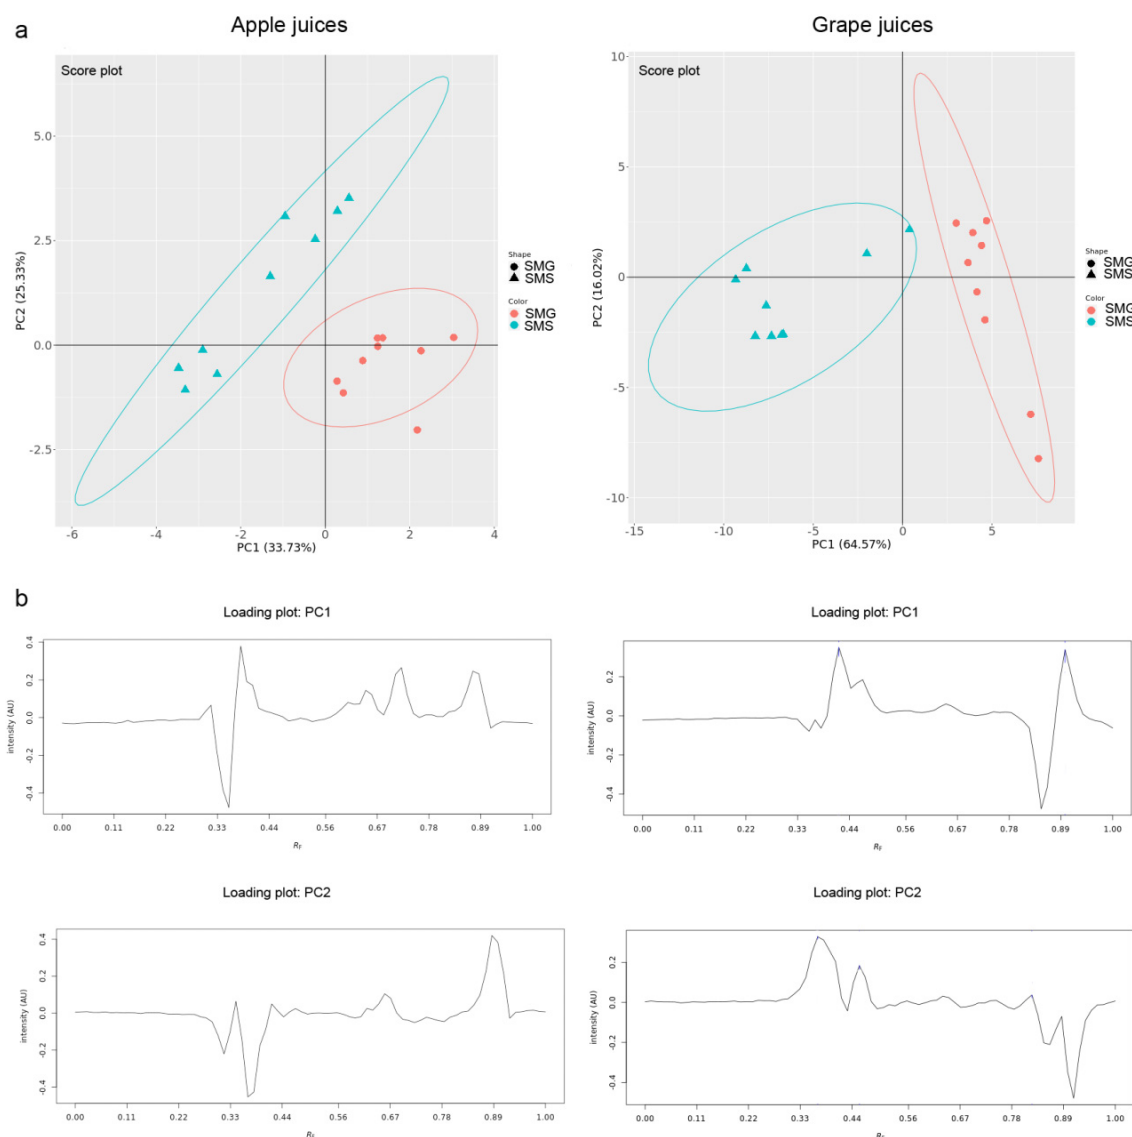 a
Apple juices
Grape juices
Score plot
5.0
2.5
0.0
-2.5
PC2 (25.33%)
-6
-4
-2
0
2
4
PC1 (33.73%)
Shape
SMG
SMS
Color
SMG
SMS
Score plot
10
5
0
-5
-10
PC2 (16.02%)
-15
-10
-5
0
5
PC1 (64.57%)
Shape
SMG
SMS
Color
SMG
SMS
b
Loading plot: PC1
0.4
0.2
0.0
-0.2
-0.4
intensity (AU)
0.00 0.11 0.22 0.33 0.44 0.56 0.67 0.78 0.89 1.00
RF
Loading plot: PC1
0.2
0.0
-0.2
-0.4
intensity (AU)
0.00 0.11 0.22 0.33 0.44 0.56 0.67 0.78 0.89 1.00
RF
Loading plot: PC2
0.4
0.2
0.0
-0.2
-0.4
intensity (AU)
0.00 0.11 0.22 0.33 0.44 0.56 0.67 0.78 0.89 1.00
RF
Loading plot: PC2
0.2
0.0
-0.2
-0.4
intensity (AU)
0.00 0.11 0.22 0.33 0.44 0.56 0.67 0.78 0.89 1.00
RF